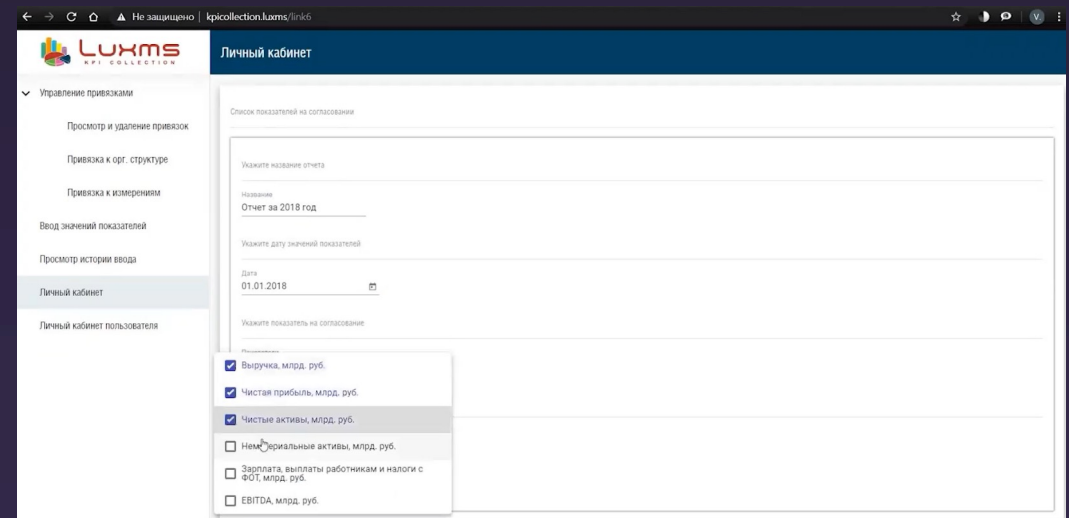 Не защищено | kpicollection.luxms/link6
V.
Luxms
KPI COLLECTION
Личный кабинет
Управление привязками
Просмотр и удаление привязок
Привязка к орг. структуре
Привязка к измерениям
Ввод значений показателей
Просмотр истории ввода
Личный кабинет
Личный кабинет пользователя
Список показателей на согласовании
Укажите название отчета
Название
Отчет за 2018 год
Укажите дату значений показателей
Дата
01.01.2018
Укажите показатель на согласование
Выручка, млрд. руб.
Чистая прибыль, млрд. руб.
Чистые активы, млрд. руб.
Нематериальные активы, млрд. руб.
Зарплата, выплаты работникам и налоги с
ФОТ, млрд. руб.
EBITDA, млрд. руб.